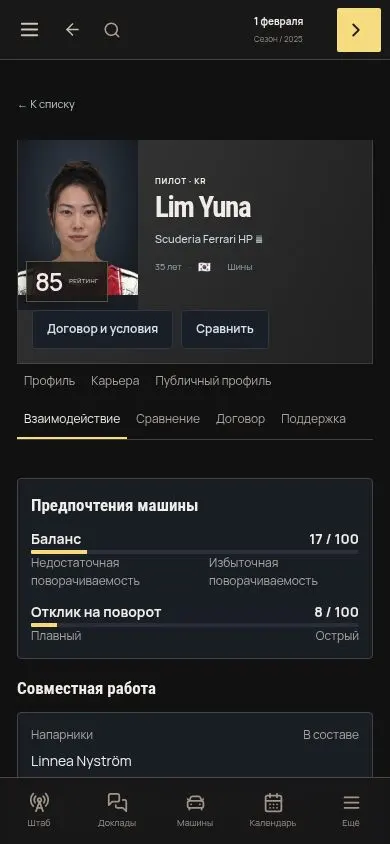 1 февраля
Сезон / 2025
← К списку
ПИЛОТ · KR
Lim Yuna
Scuderia Ferrari HP
85 РЕЙТИНГ
35 лет · 🇰🇷 Шины
Договор и условия Сравнить
Профиль Карьера Публичный профиль
Взаимодействие Сравнение Договор Поддержка
Предпочтения машины
Баланс 17 / 100
Недостаточная поворачиваемость Избыточная поворачиваемость
Отклик на поворот 8 / 100
Плавный Острый
Совместная работа
Напарники В составе
Linnea Nyström
Штаб Доклады Машины Календарь Ещё